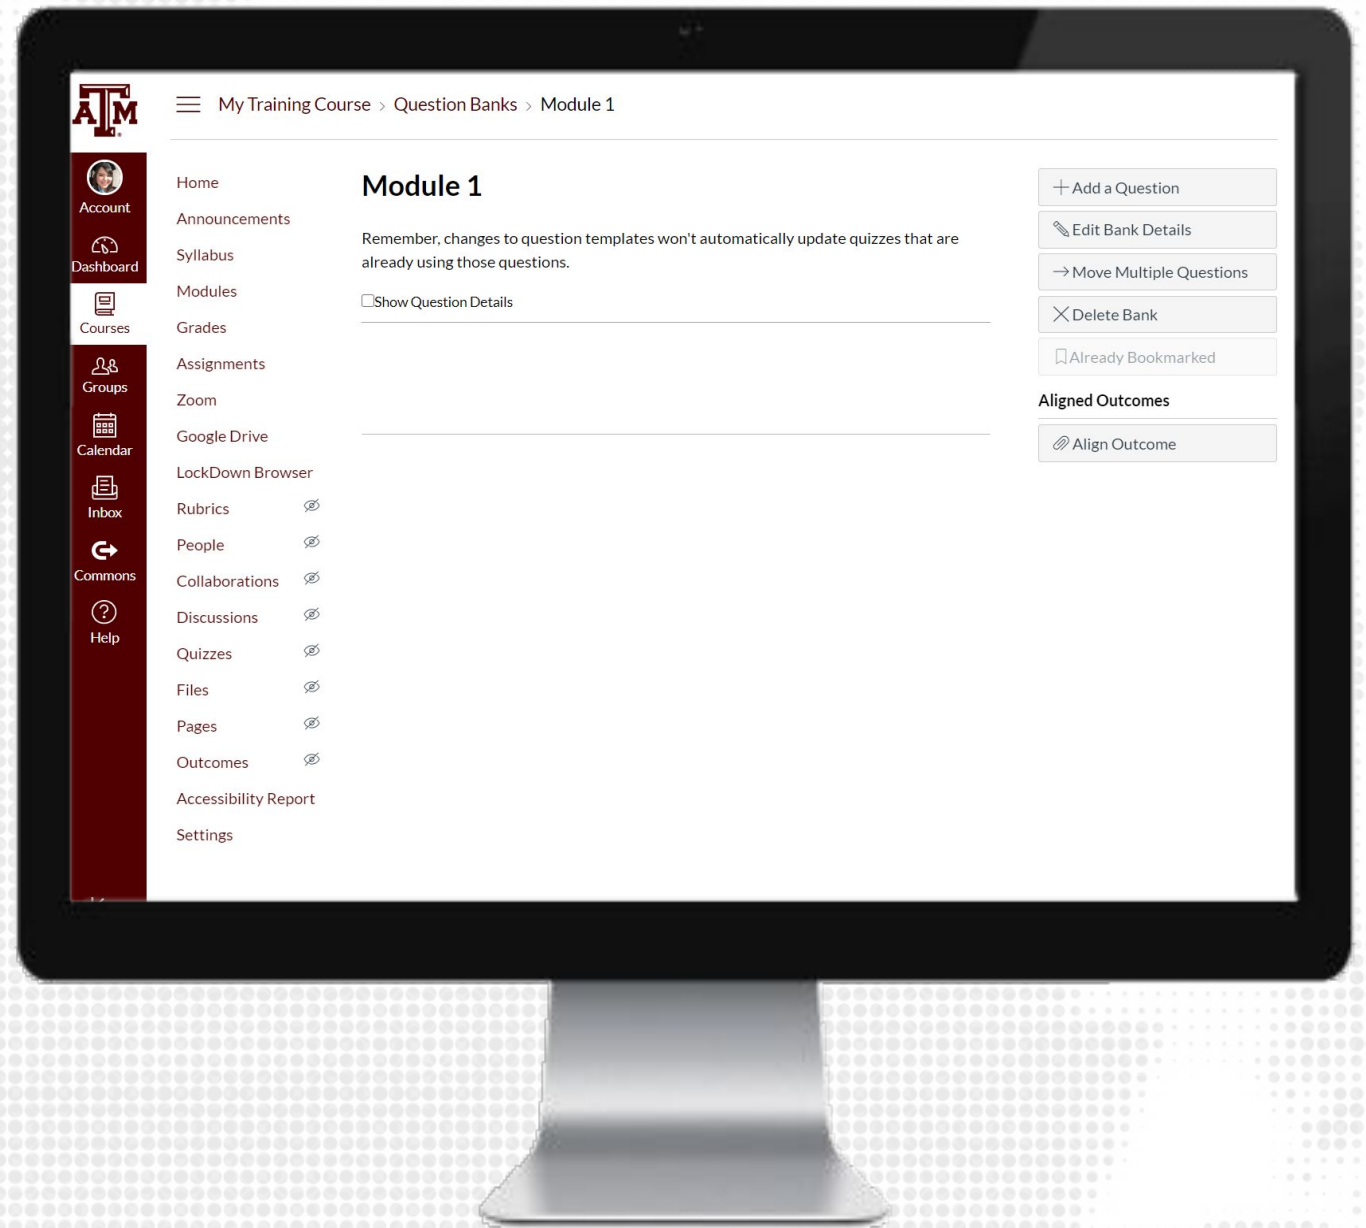 ATM
My Training Course > Question Banks > Module 1
Account
Dashboard
Courses
Groups
Calendar
Inbox
Commons
Help
Home
Announcements
Syllabus
Modules
Grades
Assignments
Zoom
Google Drive
LockDown Browser
Rubrics
People
Collaborations
Discussions
Quizzes
Files
Pages
Outcomes
Accessibility Report
Settings
Module 1
Remember, changes to question templates won't automatically update quizzes that are
already using those questions.
Show Question Details
Add a Question
Edit Bank Details
Move Multiple Questions
Delete Bank
Already Bookmarked
Aligned Outcomes
Align Outcome